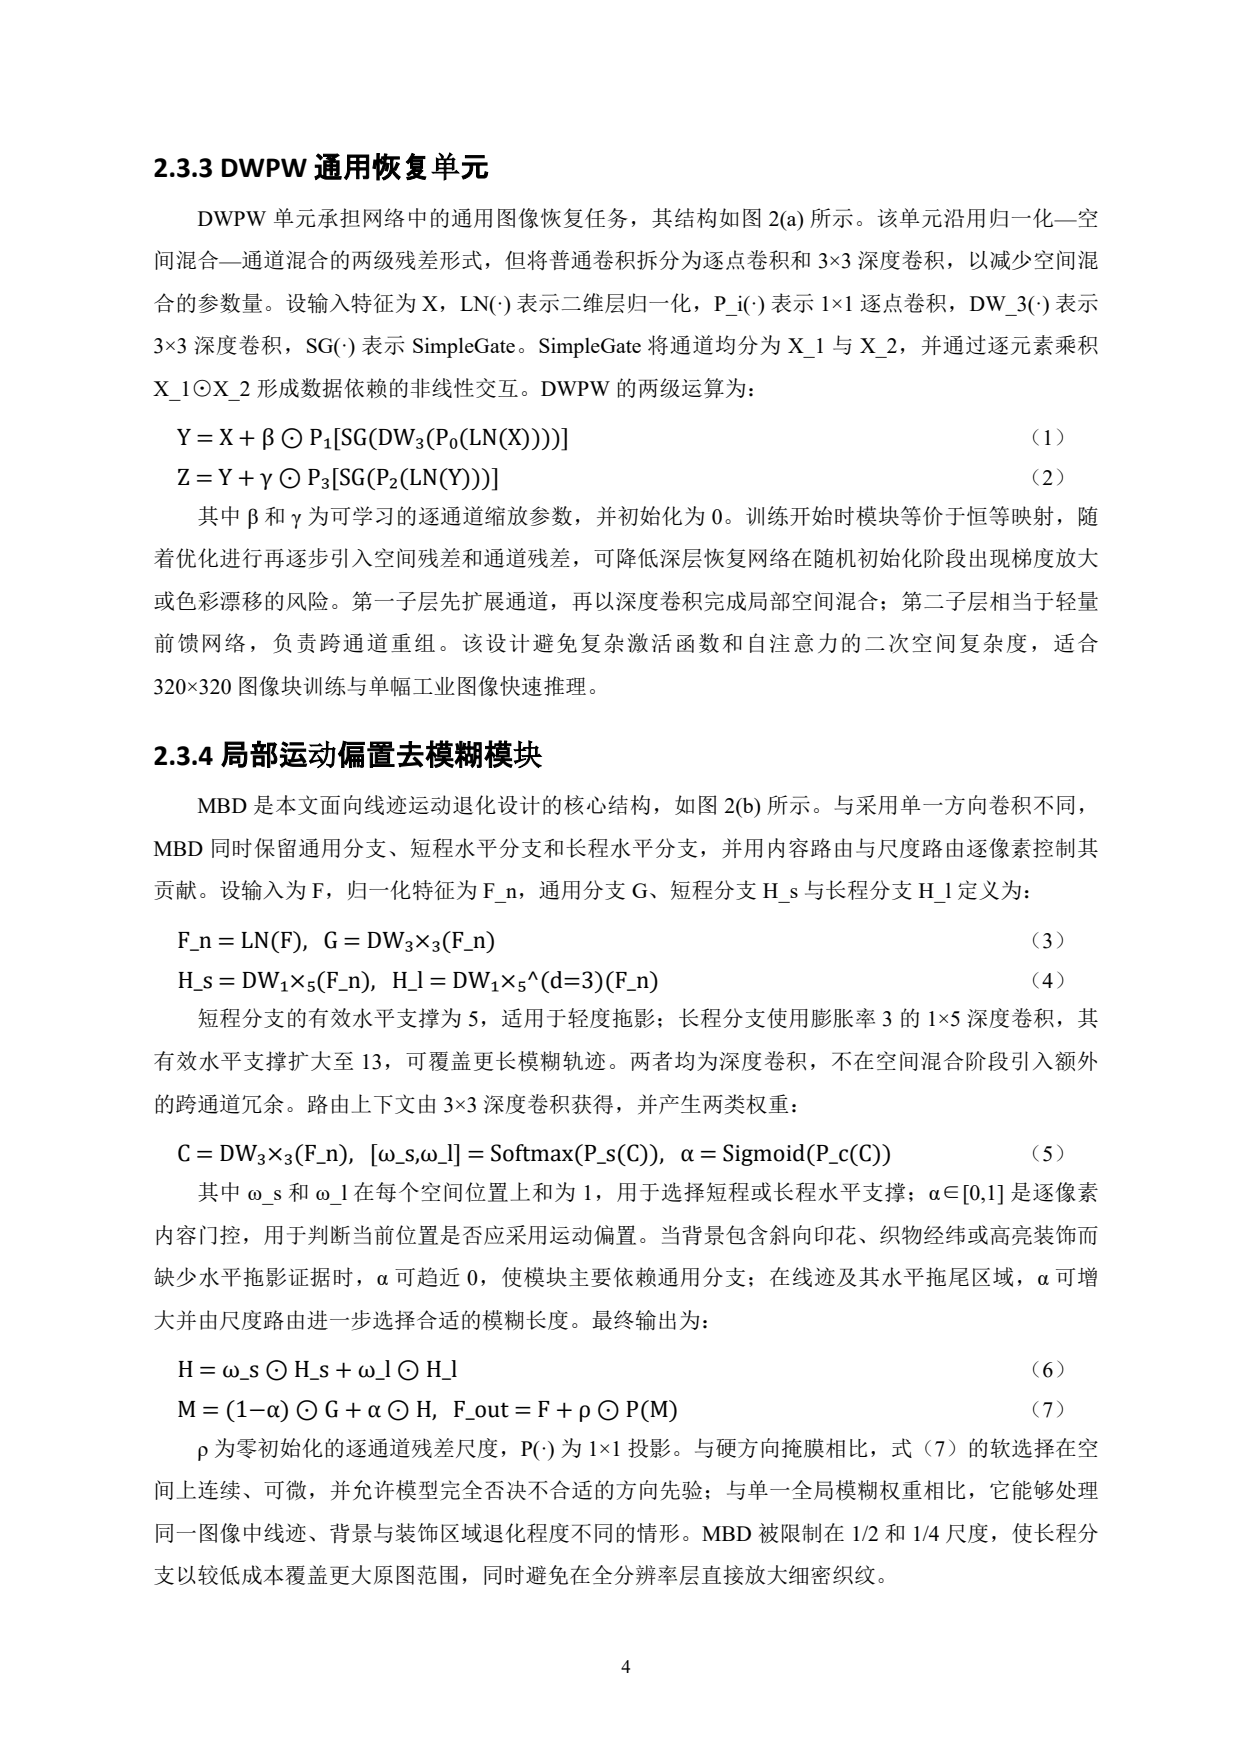 2.3.3 DWPW 通用恢复单元
DWPW 单元承担网络中的通用图像恢复任务，其结构如图 2(a) 所示。该单元沿用归一化—空
间混合—通道混合的两级残差形式，但将普通卷积拆分为逐点卷积和 3×3 深度卷积，以减少空间混
合的参数量。设输入特征为 X，LN(·) 表示二维层归一化，P_i(·) 表示 1×1 逐点卷积，DW_3(·) 表示
3×3 深度卷积，SG(·) 表示 SimpleGate。SimpleGate 将通道均分为 X_1 与 X_2，并通过逐元素乘积
X_1⊙X_2 形成数据依赖的非线性交互。DWPW 的两级运算为：
Y = X + β ⊙ P₁[SG(DW₃(P₀(LN(X))))] （1）
Z = Y + γ ⊙ P₃[SG(P₂(LN(Y)))] （2）
其中 β 和 γ 为可学习的逐通道缩放参数，并初始化为 0。训练开始时模块等价于恒等映射，随
着优化进行再逐步引入空间残差和通道残差，可降低深层恢复网络在随机初始化阶段出现梯度放大
或色彩漂移的风险。第一子层先扩展通道，再以深度卷积完成局部空间混合；第二子层相当于轻量
前馈网络，负责跨通道重组。该设计避免复杂激活函数和自注意力的二次空间复杂度，适合
320×320 图像块训练与单幅工业图像快速推理。
2.3.4 局部运动偏置去模糊模块
MBD 是本文面向线迹运动退化设计的核心结构，如图 2(b) 所示。与采用单一方向卷积不同，
MBD 同时保留通用分支、短程水平分支和长程水平分支，并用内容路由与尺度路由逐像素控制其
贡献。设输入为 F，归一化特征为 F_n，通用分支 G、短程分支 H_s 与长程分支 H_l 定义为：
F_n = LN(F)，G = DW₃×₃(F_n) （3）
H_s = DW₁×₅(F_n)，H_l = DW₁×₅^(d=3)(F_n) （4）
短程分支的有效水平支撑为 5，适用于轻度拖影；长程分支使用膨胀率 3 的 1×5 深度卷积，其
有效水平支撑扩大至 13，可覆盖更长模糊轨迹。两者均为深度卷积，不在空间混合阶段引入额外
的跨通道冗余。路由上下文由 3×3 深度卷积获得，并产生两类权重：
C = DW₃×₃(F_n)，[ω_s,ω_l] = Softmax(P_s(C))，α = Sigmoid(P_c(C)) （5）
其中 ω_s 和 ω_l 在每个空间位置上和为 1，用于选择短程或长程水平支撑；α∈[0,1] 是逐像素
内容门控，用于判断当前位置是否应采用运动偏置。当背景包含斜向印花、织物经纬或高亮装饰而
缺少水平拖影证据时，α 可趋近 0，使模块主要依赖通用分支；在线迹及其水平拖尾区域，α 可增
大并由尺度路由进一步选择合适的模糊长度。最终输出为：
H = ω_s ⊙ H_s + ω_l ⊙ H_l （6）
M = (1−α) ⊙ G + α ⊙ H，F_out = F + ρ ⊙ P(M) （7）
ρ 为零初始化的逐通道残差尺度，P(·) 为 1×1 投影。与硬方向掩膜相比，式（7）的软选择在空
间上连续、可微，并允许模型完全否决不合适的方向先验；与单一全局模糊权重相比，它能够处理
同一图像中线迹、背景与装饰区域退化程度不同的情形。MBD 被限制在 1/2 和 1/4 尺度，使长程分
支以较低成本覆盖更大原图范围，同时避免在全分辨率层直接放大细密织纹。
4